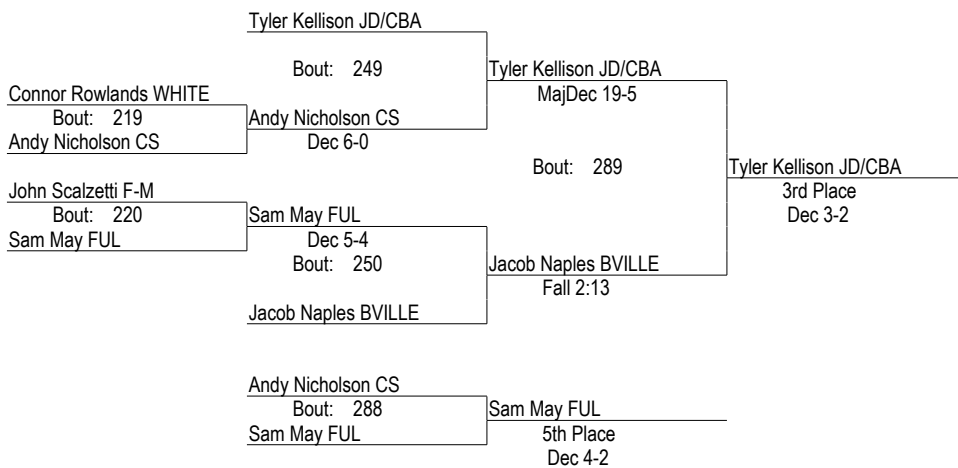 Tyler Kellison JD/CBA
Bout: 249
Tyler Kellison JD/CBA
MajDec 19-5
Connor Rowlands WHITE
Bout: 219
Andy Nicholson CS
Andy Nicholson CS
Dec 6-0
Bout: 289
Tyler Kellison JD/CBA
3rd Place
Dec 3-2
John Scalzetti F-M
Bout: 220
Sam May FUL
Sam May FUL
Dec 5-4
Bout: 250
Jacob Naples BVILLE
Fall 2:13
Jacob Naples BVILLE
Andy Nicholson CS
Bout: 288
Sam May FUL
Sam May FUL
5th Place
Dec 4-2